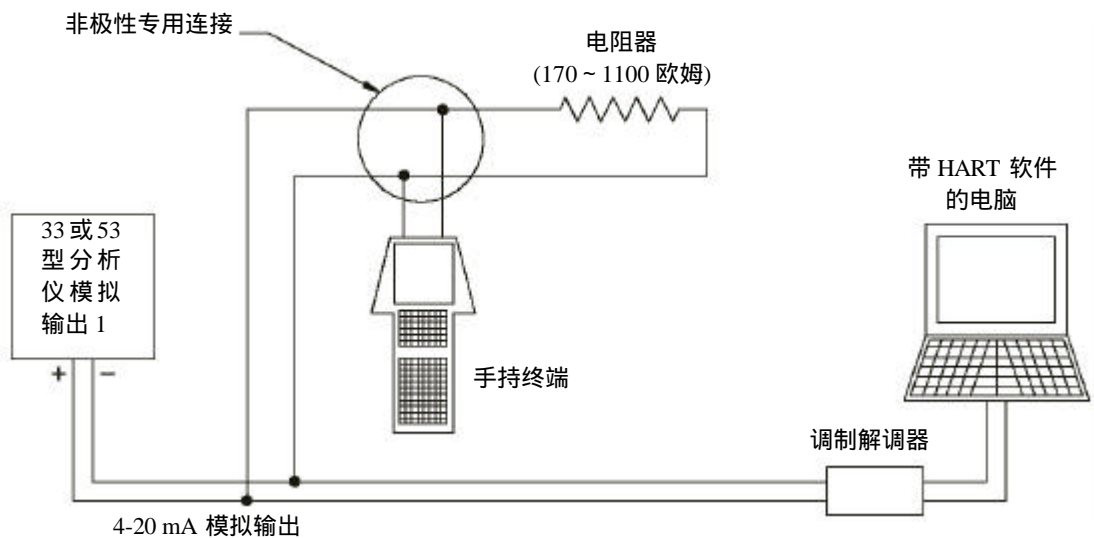 非极性专用连接
电阻器
(170 ~ 1100 欧姆)
带 HART 软件
的电脑
33 或 53
型分析
仪模拟
输出 1
+ −
手持终端
调制解调器
4-20 mA 模拟输出